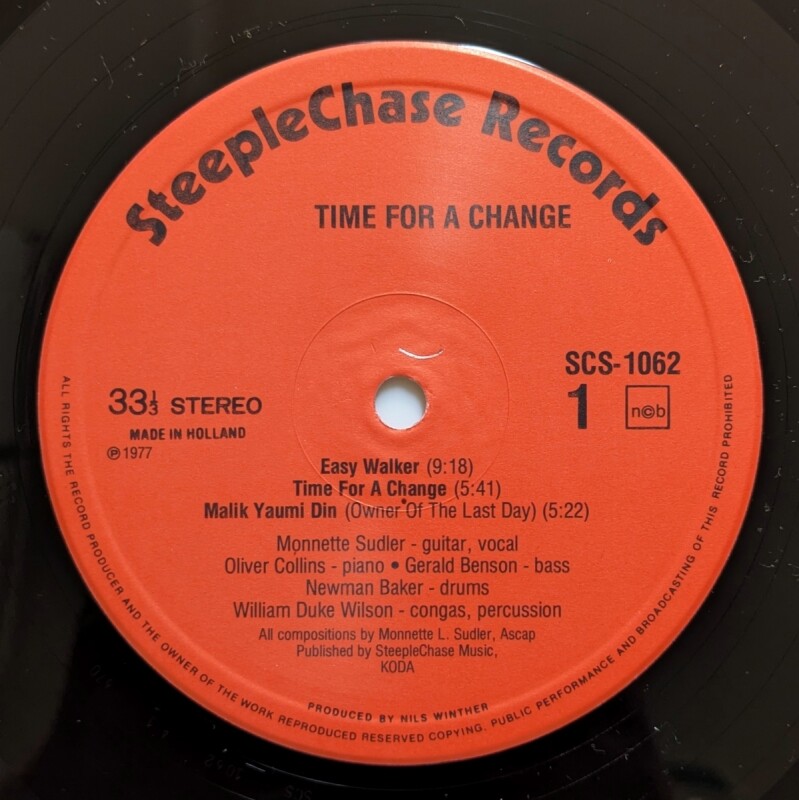 SteepleChase Records
TIME FOR A CHANGE
SCS-1062
33⅓ STEREO
1
n©b
MADE IN HOLLAND
℗ 1977
Easy Walker (9:18)
Time For A Change (5:41)
Malik Yaumi Din (Owner Of The Last Day) (5:22)
Monnette Sudler - guitar, vocal
Oliver Collins - piano • Gerald Benson - bass
Newman Baker - drums
William Duke Wilson - congas, percussion
All compositions by Monnette L. Sudler, Ascap
Published by SteepleChase Music,
KODA
PRODUCED BY NILS WINTHER
ALL RIGHTS THE RECORD PRODUCER AND THE OWNER OF THE WORK REPRODUCED RESERVED COPYING. PUBLIC PERFORMANCE AND BROADCASTING OF THIS RECORD PROHIBITED